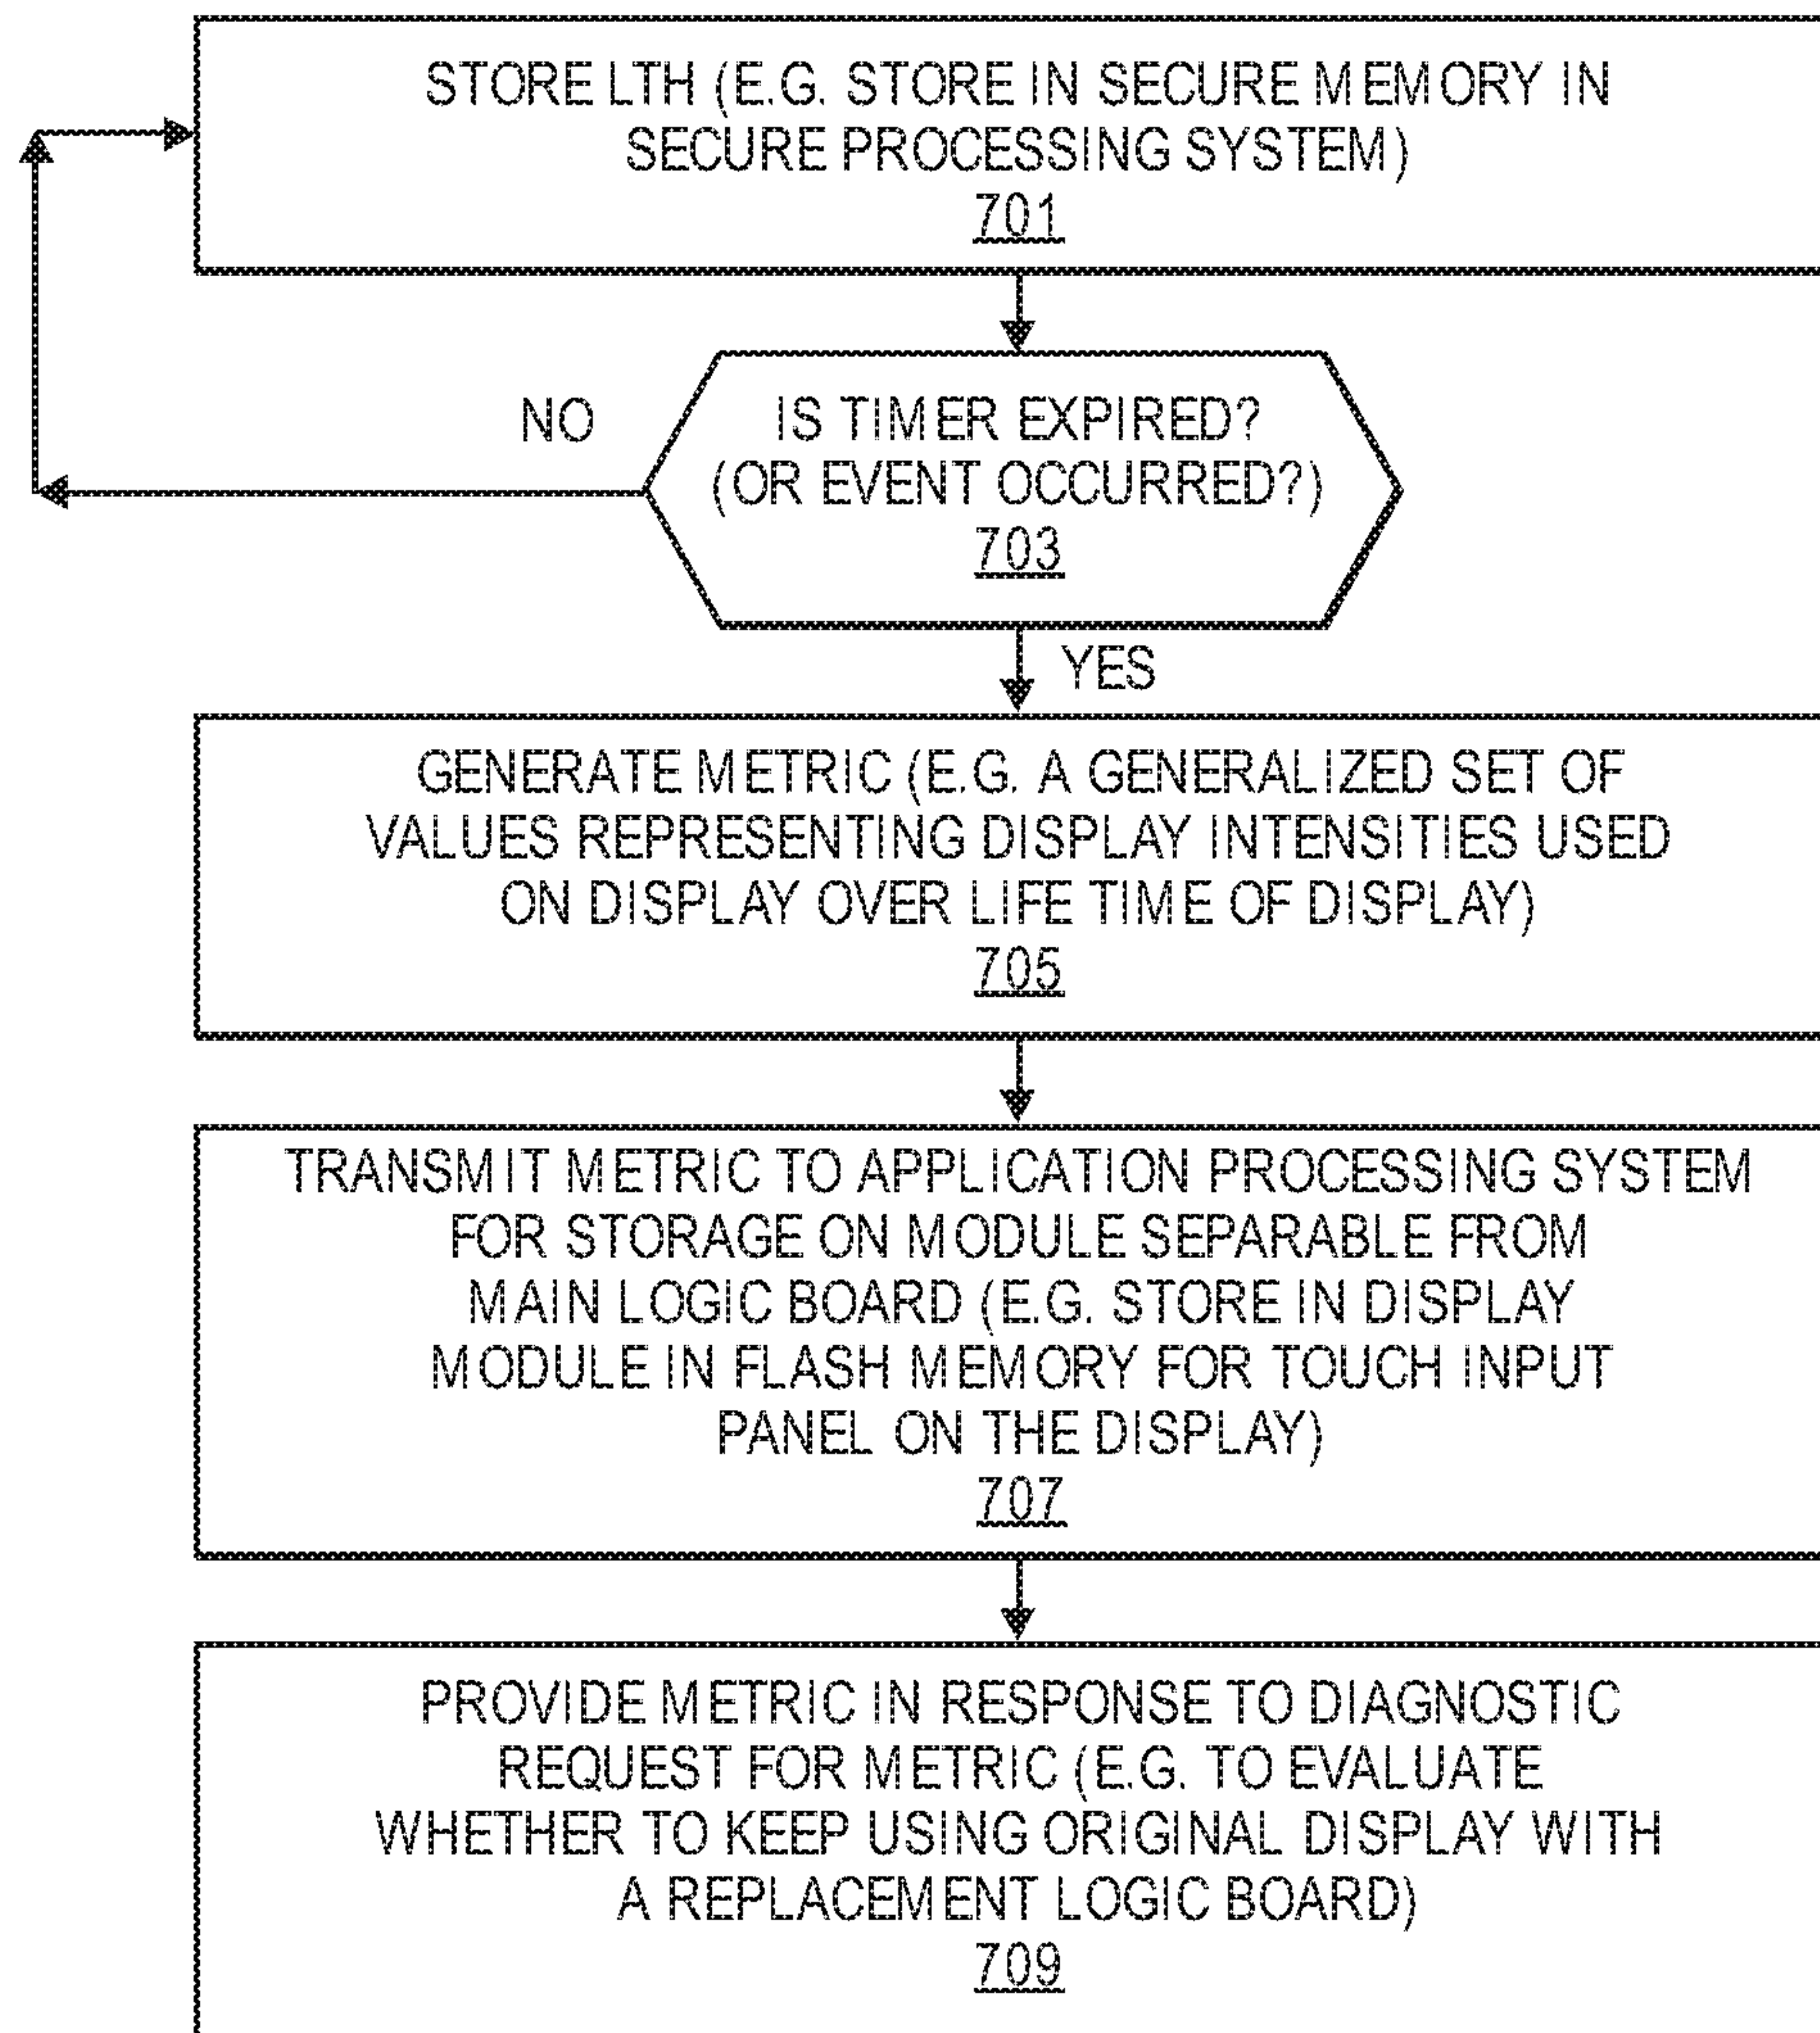 STORE LTH (E.G. STORE IN SECURE MEMORY IN
SECURE PROCESSING SYSTEM)
701
NO
IS TIMER EXPIRED?
(OR EVENT OCCURRED?)
703
YES
GENERATE METRIC (E.G. A GENERALIZED SET OF
VALUES REPRESENTING DISPLAY INTENSITIES USED
ON DISPLAY OVER LIFE TIME OF DISPLAY)
705
TRANSMIT METRIC TO APPLICATION PROCESSING SYSTEM
FOR STORAGE ON MODULE SEPARABLE FROM
MAIN LOGIC BOARD (E.G. STORE IN DISPLAY
MODULE IN FLASH MEMORY FOR TOUCH INPUT
PANEL ON THE DISPLAY)
707
PROVIDE METRIC IN RESPONSE TO DIAGNOSTIC
REQUEST FOR METRIC (E.G. TO EVALUATE
WHETHER TO KEEP USING ORIGINAL DISPLAY WITH
A REPLACEMENT LOGIC BOARD)
709